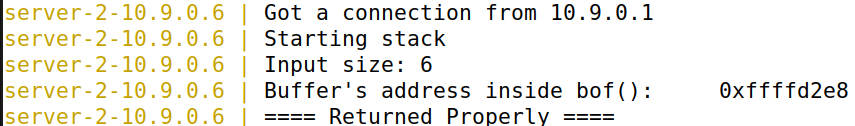 server-2-10.9.0.6 | Got a connection from 10.9.0.1
server-2-10.9.0.6 | Starting stack
server-2-10.9.0.6 | Input size: 6
server-2-10.9.0.6 | Buffer's address inside bof():     0xffffd2e8
server-2-10.9.0.6 | ==== Returned Properly ====